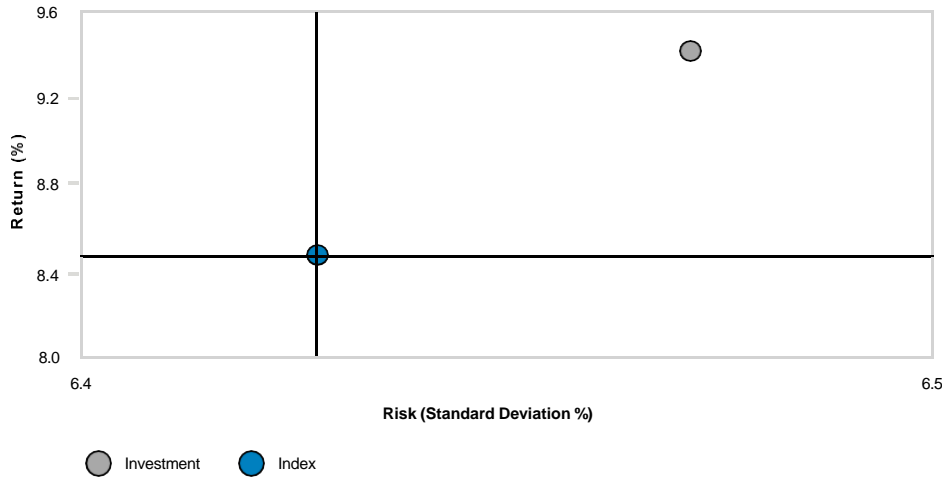 9.6
9.2
8.8
8.4
8.0
Return (%)
6.4
6.5
Risk (Standard Deviation %)
Investment
Index